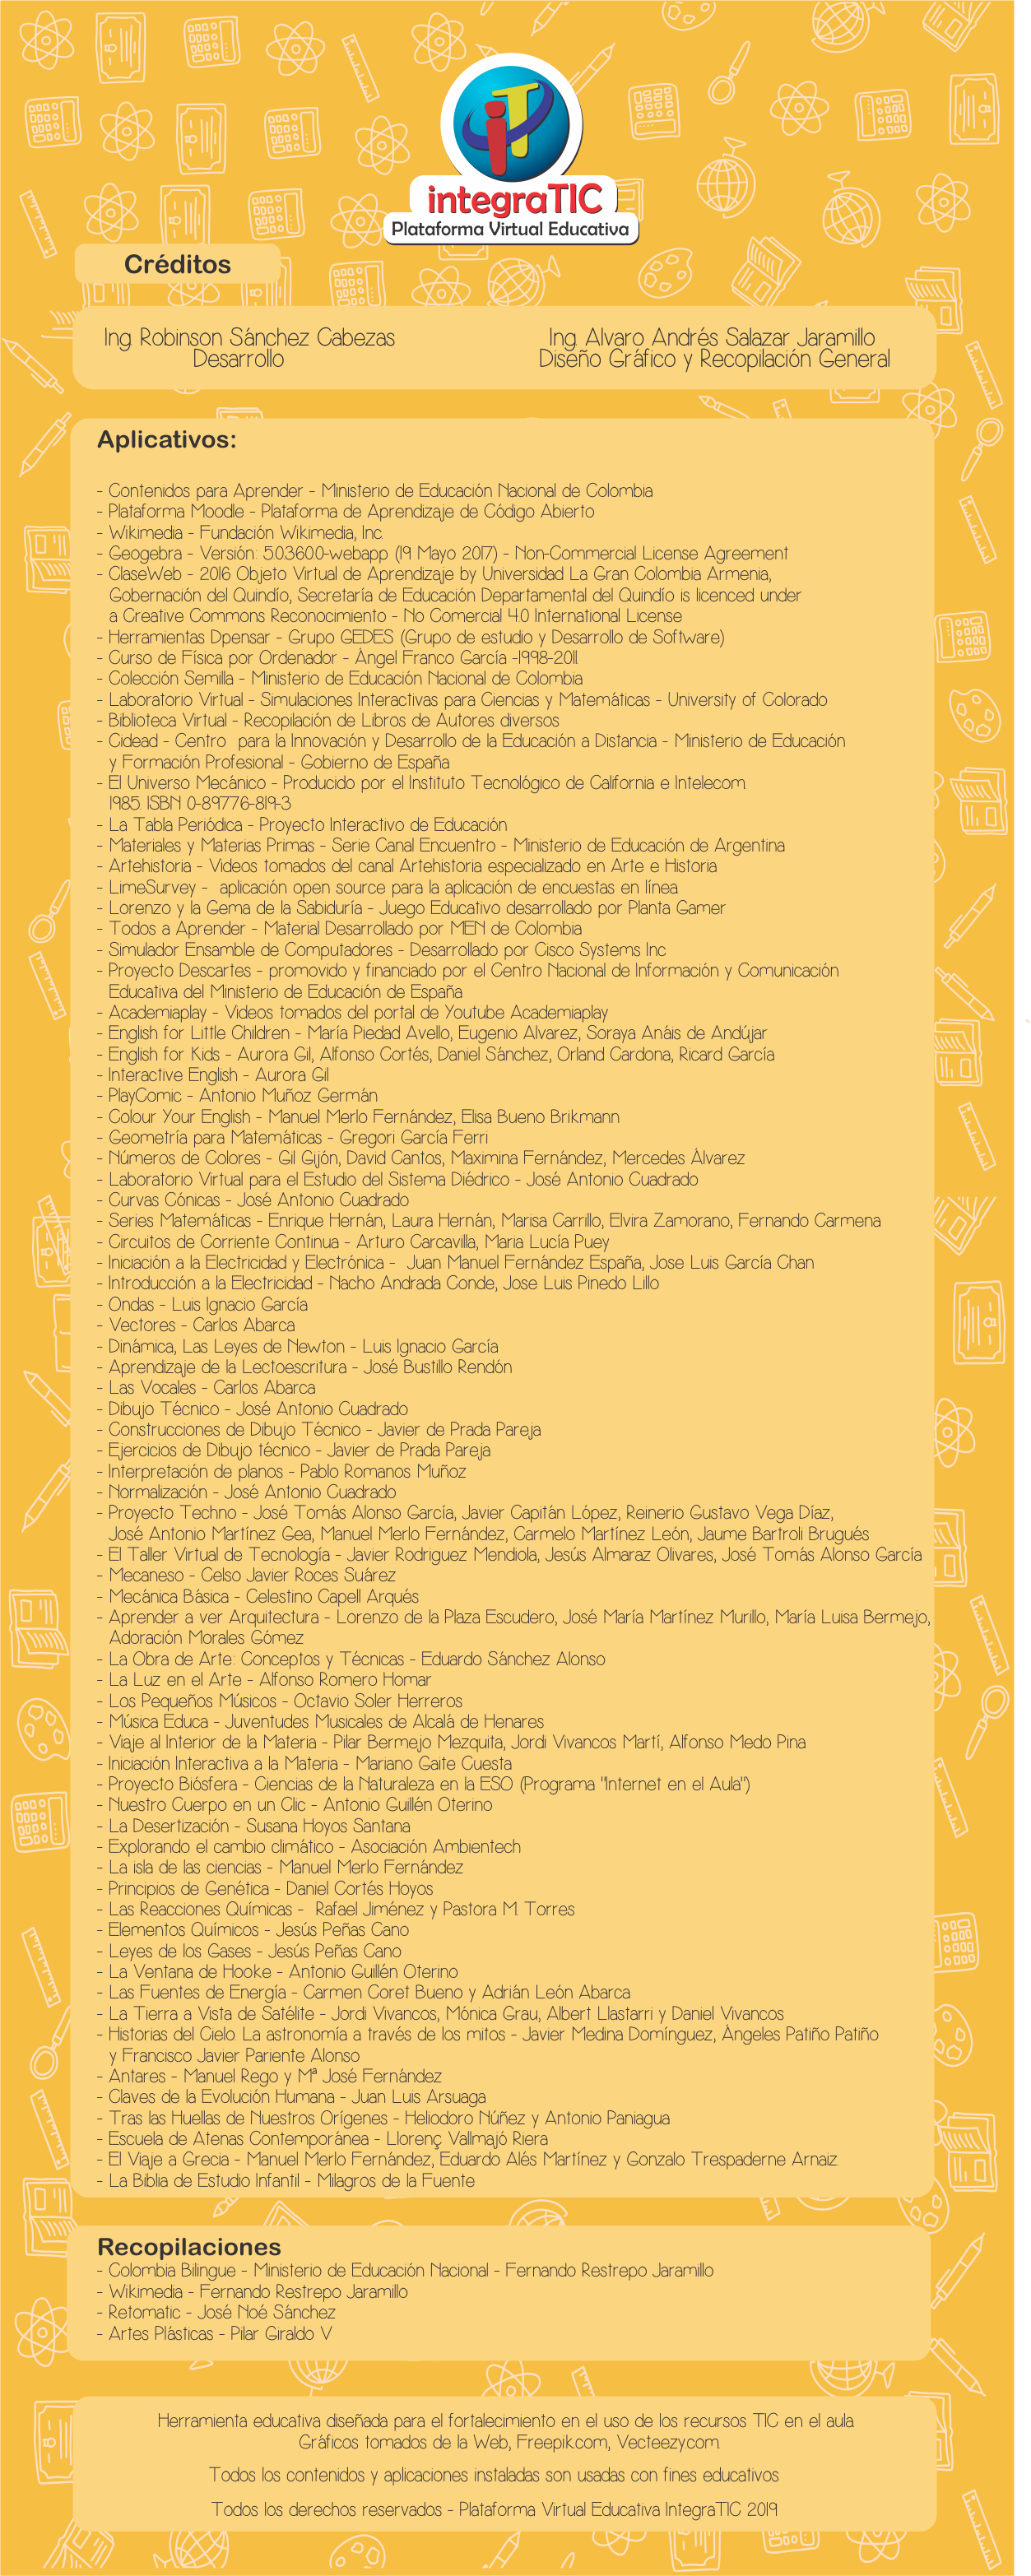 iT
integraTIC
Plataforma Virtual Educativa
Créditos
Ing. Robinson Sánchez Cabezas
Desarrollo
Ing. Alvaro Andrés Salazar Jaramillo
Diseño Gráfico y Recopilación General
Aplicativos:
- Contenidos para Aprender - Ministerio de Educación Nacional de Colombia
- Plataforma Moodle - Plataforma de Aprendizaje de Código Abierto
- Wikimedia - Fundación Wikimedia, Inc.
- Geogebra - Versión: 5.0.360.0-webapp (19 Mayo 2017) - Non-Commercial License Agreement
- ClaseWeb - 2016 Objeto Virtual de Aprendizaje by Universidad La Gran Colombia Armenia,
Gobernación del Quindío, Secretaría de Educación Departamental del Quindío is licenced under
a Creative Commons Reconocimiento - No Comercial 4.0 International License
- Herramientas Dpensar - Grupo GEDES (Grupo de estudio y Desarrollo de Software)
- Curso de Física por Ordenador - Ángel Franco García -1998-2011.
- Colección Semilla - Ministerio de Educación Nacional de Colombia
- Laboratorio Virtual - Simulaciones Interactivas para Ciencias y Matemáticas - University of Colorado
- Biblioteca Virtual - Recopilación de Libros de Autores diversos
- Cidead - Centro para la Innovación y Desarrollo de la Educación a Distancia - Ministerio de Educación
y Formación Profesional - Gobierno de España
- El Universo Mecánico - Producido por el Instituto Tecnológico de California e Intelecom.
1985. ISBN 0-89776-819-3
- La Tabla Periódica - Proyecto Interactivo de Educación
- Materiales y Materias Primas - Serie Canal Encuentro - Ministerio de Educación de Argentina
- Artehistoria - Videos tomados del canal Artehistoria especializado en Arte e Historia
- LimeSurvey - aplicación open source para la aplicación de encuestas en línea.
- Lorenzo y la Gema de la Sabiduría - Juego Educativo desarrollado por Planta Gamer
- Todos a Aprender - Material Desarrollado por MEN de Colombia
- Simulador Ensamble de Computadores - Desarrollado por Cisco Systems Inc
- Proyecto Descartes - promovido y financiado por el Centro Nacional de Información y Comunicación
Educativa del Ministerio de Educación de España
- Academiaplay - Videos tomados del portal de Youtube Academiaplay
- English for Little Children - María Piedad Avello, Eugenio Alvarez, Soraya Anáis de Andújar
- English for Kids - Aurora Gil, Alfonso Cortés, Daniel Sánchez, Orland Cardona, Ricard García
- Interactive English - Aurora Gil
- PlayComic - Antonio Muñoz Germán
- Colour Your English - Manuel Merlo Fernández, Elisa Bueno Brikmann
- Geometría para Matemáticas - Gregori García Ferri
- Números de Colores - Gil Gijón, David Cantos, Maximina Fernández, Mercedes Álvarez
- Laboratorio Virtual para el Estudio del Sistema Diédrico - José Antonio Cuadrado
- Curvas Cónicas - José Antonio Cuadrado
- Series Matemáticas - Enrique Hernán, Laura Hernán, Marisa Carrillo, Elvira Zamorano, Fernando Carmena
- Circuitos de Corriente Continua - Arturo Carcavilla, Maria Lucía Puey
- Iniciación a la Electricidad y Electrónica - Juan Manuel Fernández España, Jose Luis García Chan
- Introducción a la Electricidad - Nacho Andrada Conde, Jose Luis Pinedo Lillo
- Ondas - Luis Ignacio García
- Vectores - Carlos Abarca
- Dinámica, Las Leyes de Newton - Luis Ignacio García
- Aprendizaje de la Lectoescritura - José Bustillo Rendón
- Las Vocales - Carlos Abarca
- Dibujo Técnico - José Antonio Cuadrado
- Construcciones de Dibujo Técnico - Javier de Prada Pareja
- Ejercicios de Dibujo técnico - Javier de Prada Pareja
- Interpretación de planos - Pablo Romanos Muñoz
- Normalización - José Antonio Cuadrado
- Proyecto Techno - José Tomás Alonso García, Javier Capitán López, Reinerio Gustavo Vega Díaz,
José Antonio Martínez Gea, Manuel Merlo Fernández, Carmelo Martínez León, Jaume Bartroli Brugués
- El Taller Virtual de Tecnología - Javier Rodriguez Mendiola, Jesús Almaraz Olivares, José Tomás Alonso García
- Mecaneso - Celso Javier Roces Suárez
- Mecánica Básica - Celestino Capell Arqués
- Aprender a ver Arquitectura - Lorenzo de la Plaza Escudero, José María Martínez Murillo, María Luisa Bermejo,
Adoración Morales Gómez
- La Obra de Arte: Conceptos y Técnicas - Eduardo Sánchez Alonso
- La Luz en el Arte - Alfonso Romero Homar
- Los Pequeños Músicos - Octavio Soler Herreros
- Música Educa - Juventudes Musicales de Alcalá de Henares
- Viaje al Interior de la Materia - Pilar Bermejo Mezquita, Jordi Vivancos Martí, Alfonso Medo Pina
- Iniciación Interactiva a la Materia - Mariano Gaite Cuesta
- Proyecto Biósfera - Ciencias de la Naturaleza en la ESO (Programa "Internet en el Aula")
- Nuestro Cuerpo en un Clic - Antonio Guillén Oterino
- La Desertización - Susana Hoyos Santana
- Explorando el cambio climático - Asociación Ambientech
- La isla de las ciencias - Manuel Merlo Fernández
- Principios de Genética - Daniel Cortés Hoyos
- Las Reacciones Químicas - Rafael Jiménez y Pastora M. Torres
- Elementos Químicos - Jesús Peñas Cano
- Leyes de los Gases - Jesús Peñas Cano
- La Ventana de Hooke - Antonio Guillén Oterino
- Las Fuentes de Energía - Carmen Coret Bueno y Adrián León Abarca
- La Tierra a Vista de Satélite - Jordi Vivancos, Mónica Grau, Albert Llastarri y Daniel Vivancos
- Historias del Cielo. La astronomía a través de los mitos - Javier Medina Domínguez, Ángeles Patiño Patiño
y Francisco Javier Pariente Alonso
- Antares - Manuel Rego y Mª José Fernández
- Claves de la Evolución Humana - Juan Luis Arsuaga
- Tras las Huellas de Nuestros Orígenes - Heliodoro Núñez y Antonio Paniagua
- Escuela de Atenas Contemporánea - Llorenç Vallmajó Riera
- El Viaje a Grecia - Manuel Merlo Fernández, Eduardo Alés Martínez y Gonzalo Trespaderne Arnaiz.
- La Biblia de Estudio Infantil - Milagros de la Fuente
Recopilaciones
- Colombia Bilingue - Ministerio de Educación Nacional - Fernando Restrepo Jaramillo
- Wikimedia - Fernando Restrepo Jaramillo
- Retomatic - José Noé Sánchez
- Artes Plásticas - Pilar Giraldo V
Herramienta educativa diseñada para el fortalecimiento en el uso de los recursos TIC en el aula.
Gráficos tomados de la Web, Freepik.com, Vecteezy.com.
Todos los contenidos y aplicaciones instaladas son usadas con fines educativos
Todos los derechos reservados - Plataforma Virtual Educativa IntegraTIC 2019